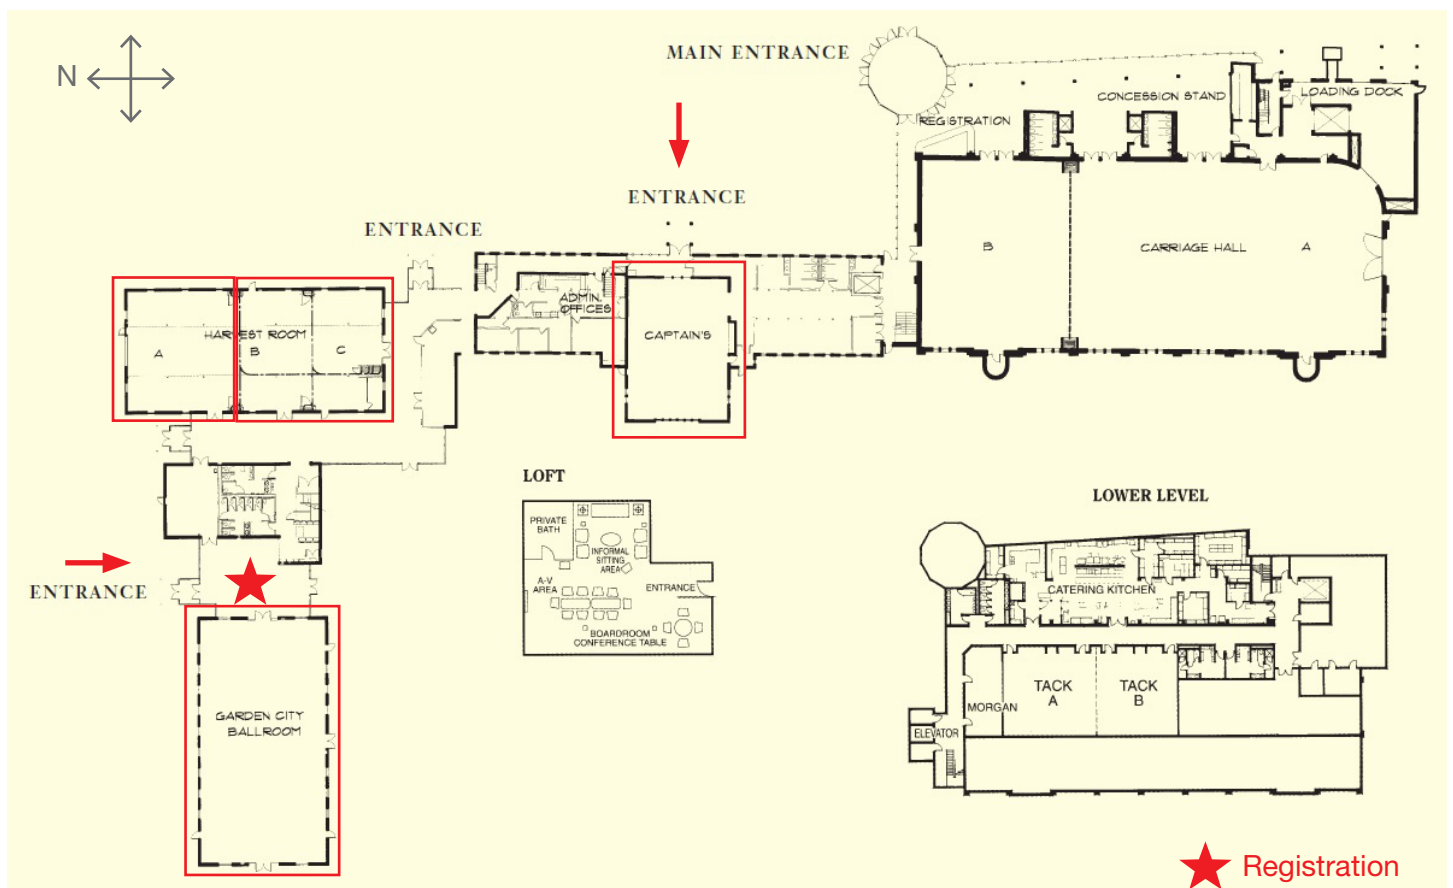 N
MAIN ENTRANCE
CONCESSION STAND
LOADING DOCK
REGISTRATION
ENTRANCE
ENTRANCE
B
CARRIAGE HALL
A
ADMIN.
OFFICES
CAPTAIN'S
HARVEST ROOM
A
B
C
ENTRANCE
GARDEN CITY
BALLROOM
LOFT
PRIVATE
BATH
INFORMAL
SITTING
AREA
A-V
AREA
ENTRANCE
BOARDROOM
CONFERENCE TABLE
LOWER LEVEL
CATERING KITCHEN
TACK
A
TACK
B
MORGAN
ELEVATOR
Registration